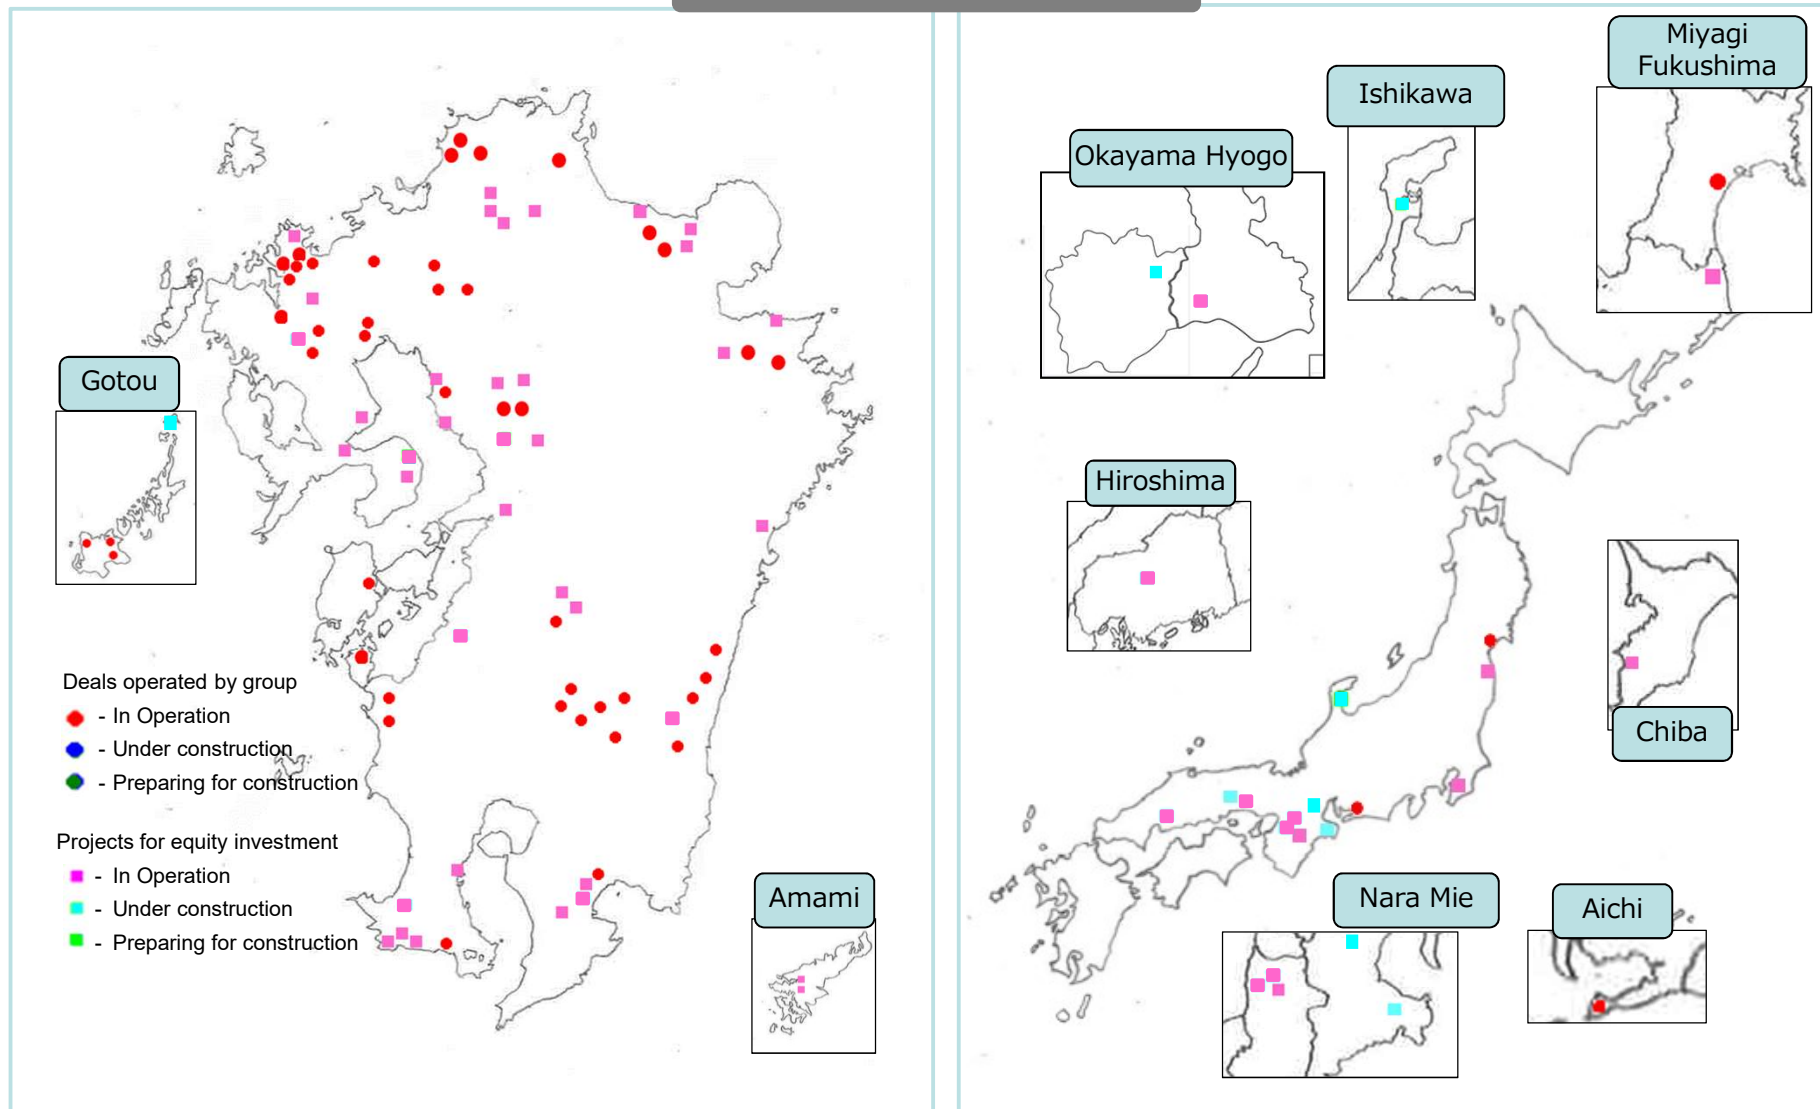 Gotou
Deals operated by group
- In Operation
- Under construction
- Preparing for construction
Projects for equity investment
- In Operation
- Under construction
- Preparing for construction
Amami
Miyagi
Fukushima
Ishikawa
Okayama Hyogo
Hiroshima
Chiba
Nara Mie
Aichi